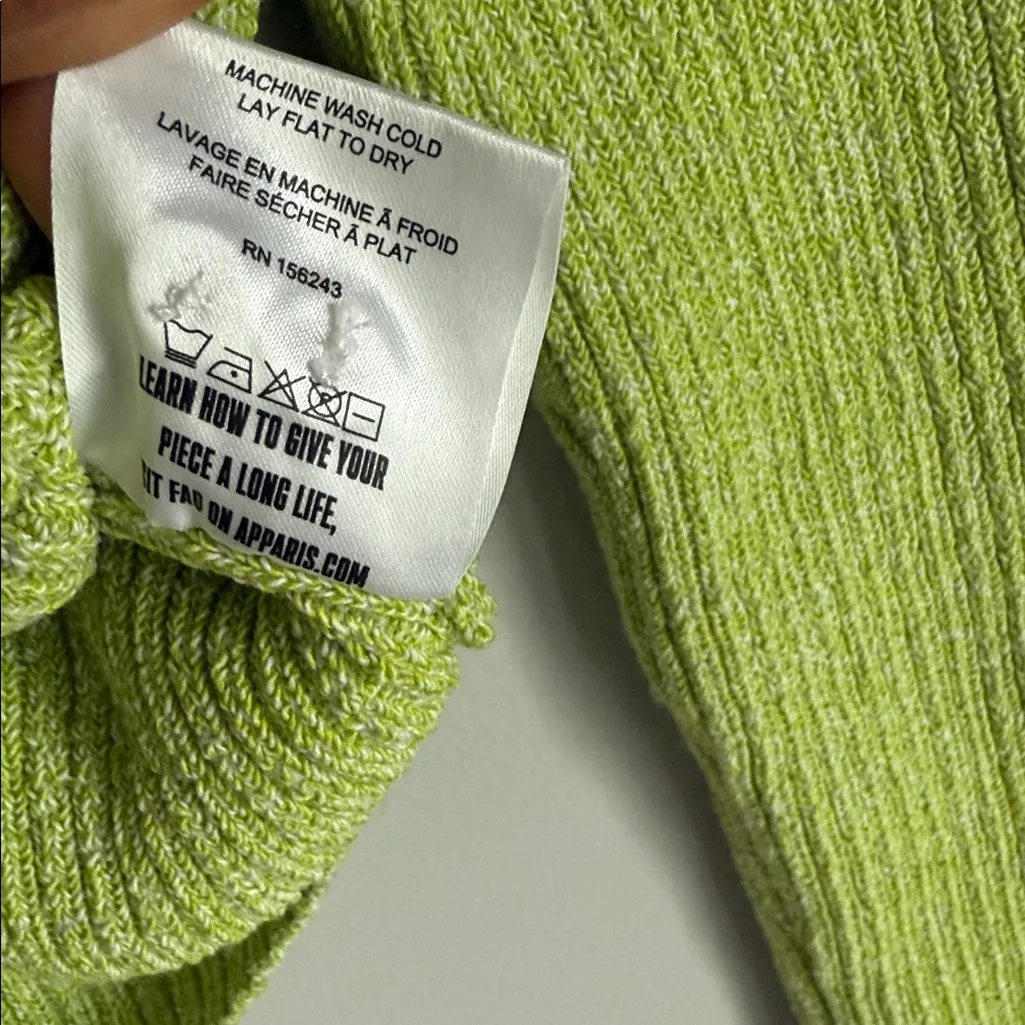 MACHINE WASH COLD
LAY FLAT TO DRY
LAVAGE EN MACHINE Ã FROID
FAIRE SÉCHER Ã PLAT
RN 156243
LEARN HOW TO GIVE YOUR
PIECE A LONG LIFE,
ON APPARIS.COM